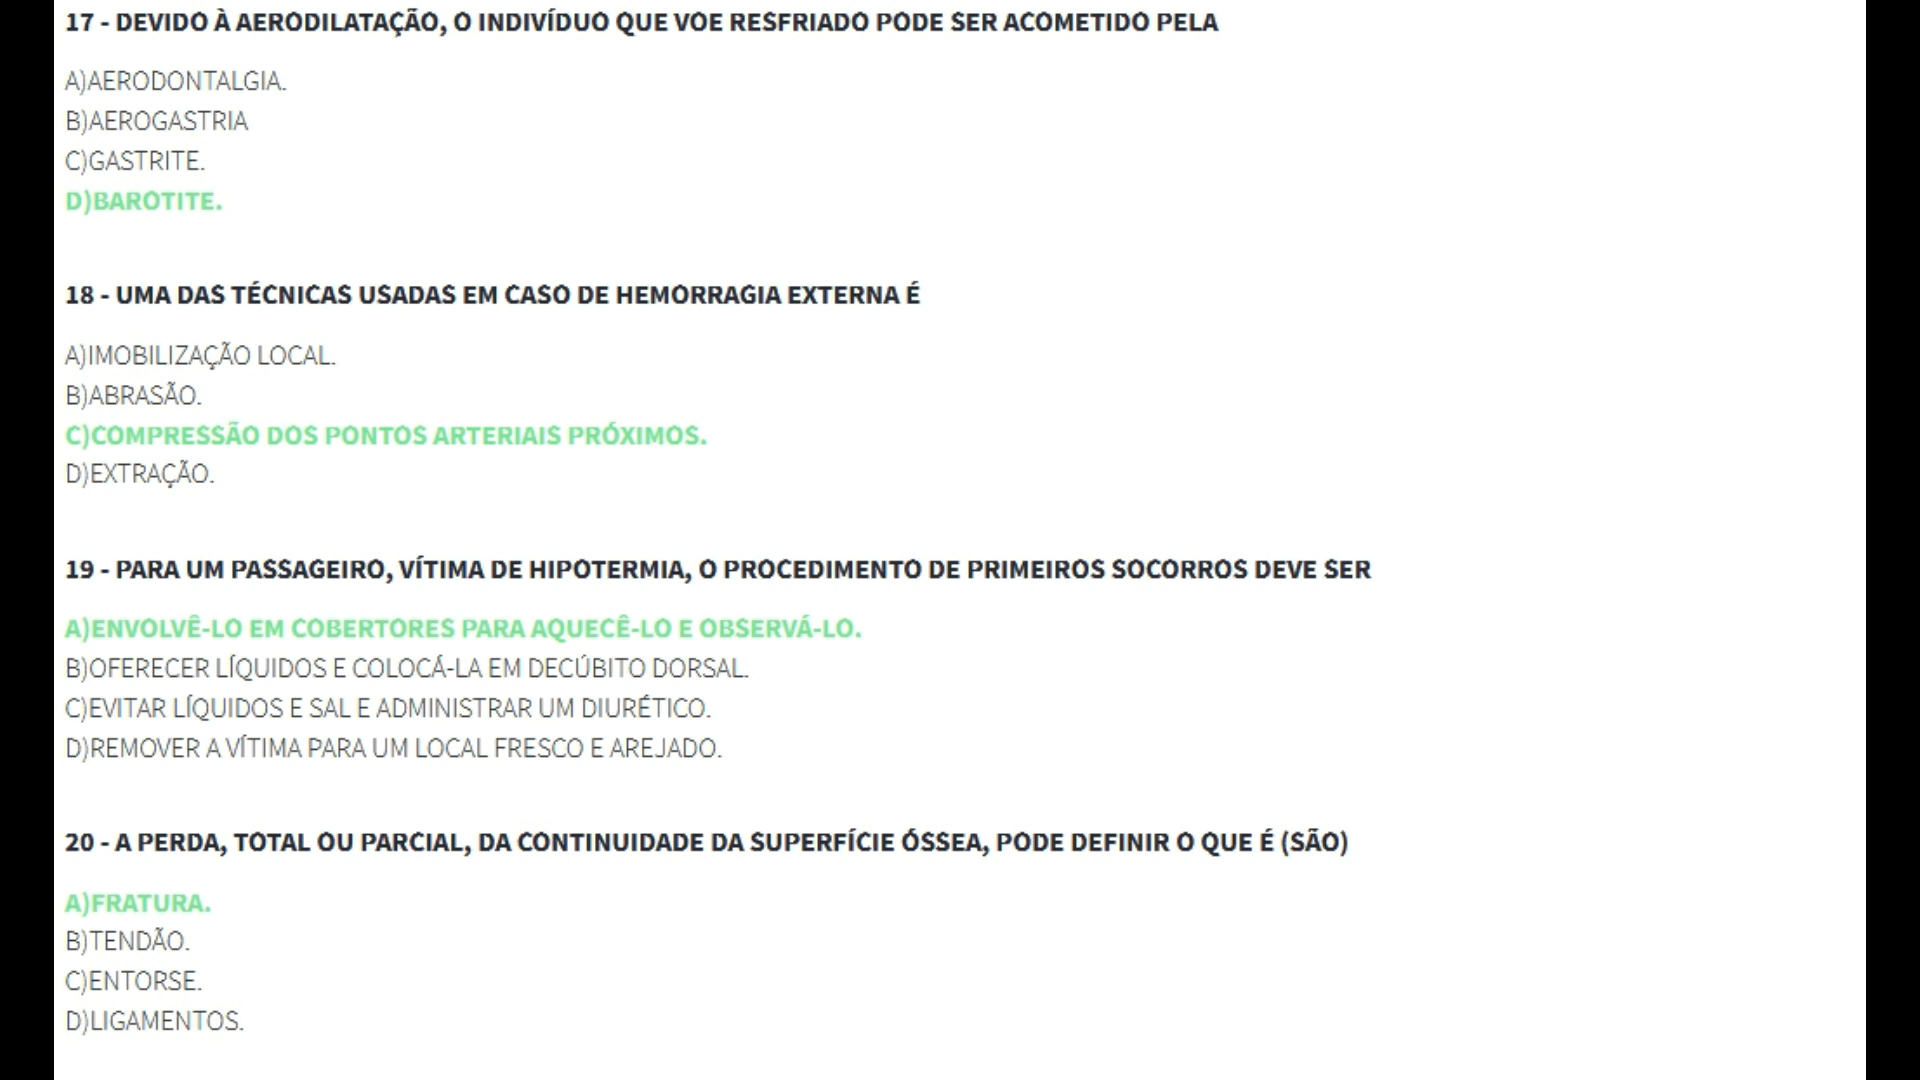 17 - DEVIDO À AERODILATAÇÃO, O INDIVÍDUO QUE VOE RESFRIADO PODE SER ACOMETIDO PELA
A)AERODONTALGIA.
B)AEROGASTRIA
C)GASTRITE.
D)BAROTITE.
18 - UMA DAS TÉCNICAS USADAS EM CASO DE HEMORRAGIA EXTERNA É
A)IMOBILIZAÇÃO LOCAL.
B)ABRASÃO.
C)COMPRESSÃO DOS PONTOS ARTERIAIS PRÓXIMOS.
D)EXTRAÇÃO.
19 - PARA UM PASSAGEIRO, VÍTIMA DE HIPOTERMIA, O PROCEDIMENTO DE PRIMEIROS SOCORROS DEVE SER
A)ENVOLVÊ-LO EM COBERTORES PARA AQUECÊ-LO E OBSERVÁ-LO.
B)OFERECER LÍQUIDOS E COLOCÁ-LA EM DECÚBITO DORSAL.
C)EVITAR LÍQUIDOS E SAL E ADMINISTRAR UM DIURÉTICO.
D)REMOVER A VÍTIMA PARA UM LOCAL FRESCO E AREJADO.
20 - A PERDA, TOTAL OU PARCIAL, DA CONTINUIDADE DA SUPERFÍCIE ÓSSEA, PODE DEFINIR O QUE É (SÃO)
A)FRATURA.
B)TENDÃO.
C)ENTORSE.
D)LIGAMENTOS.